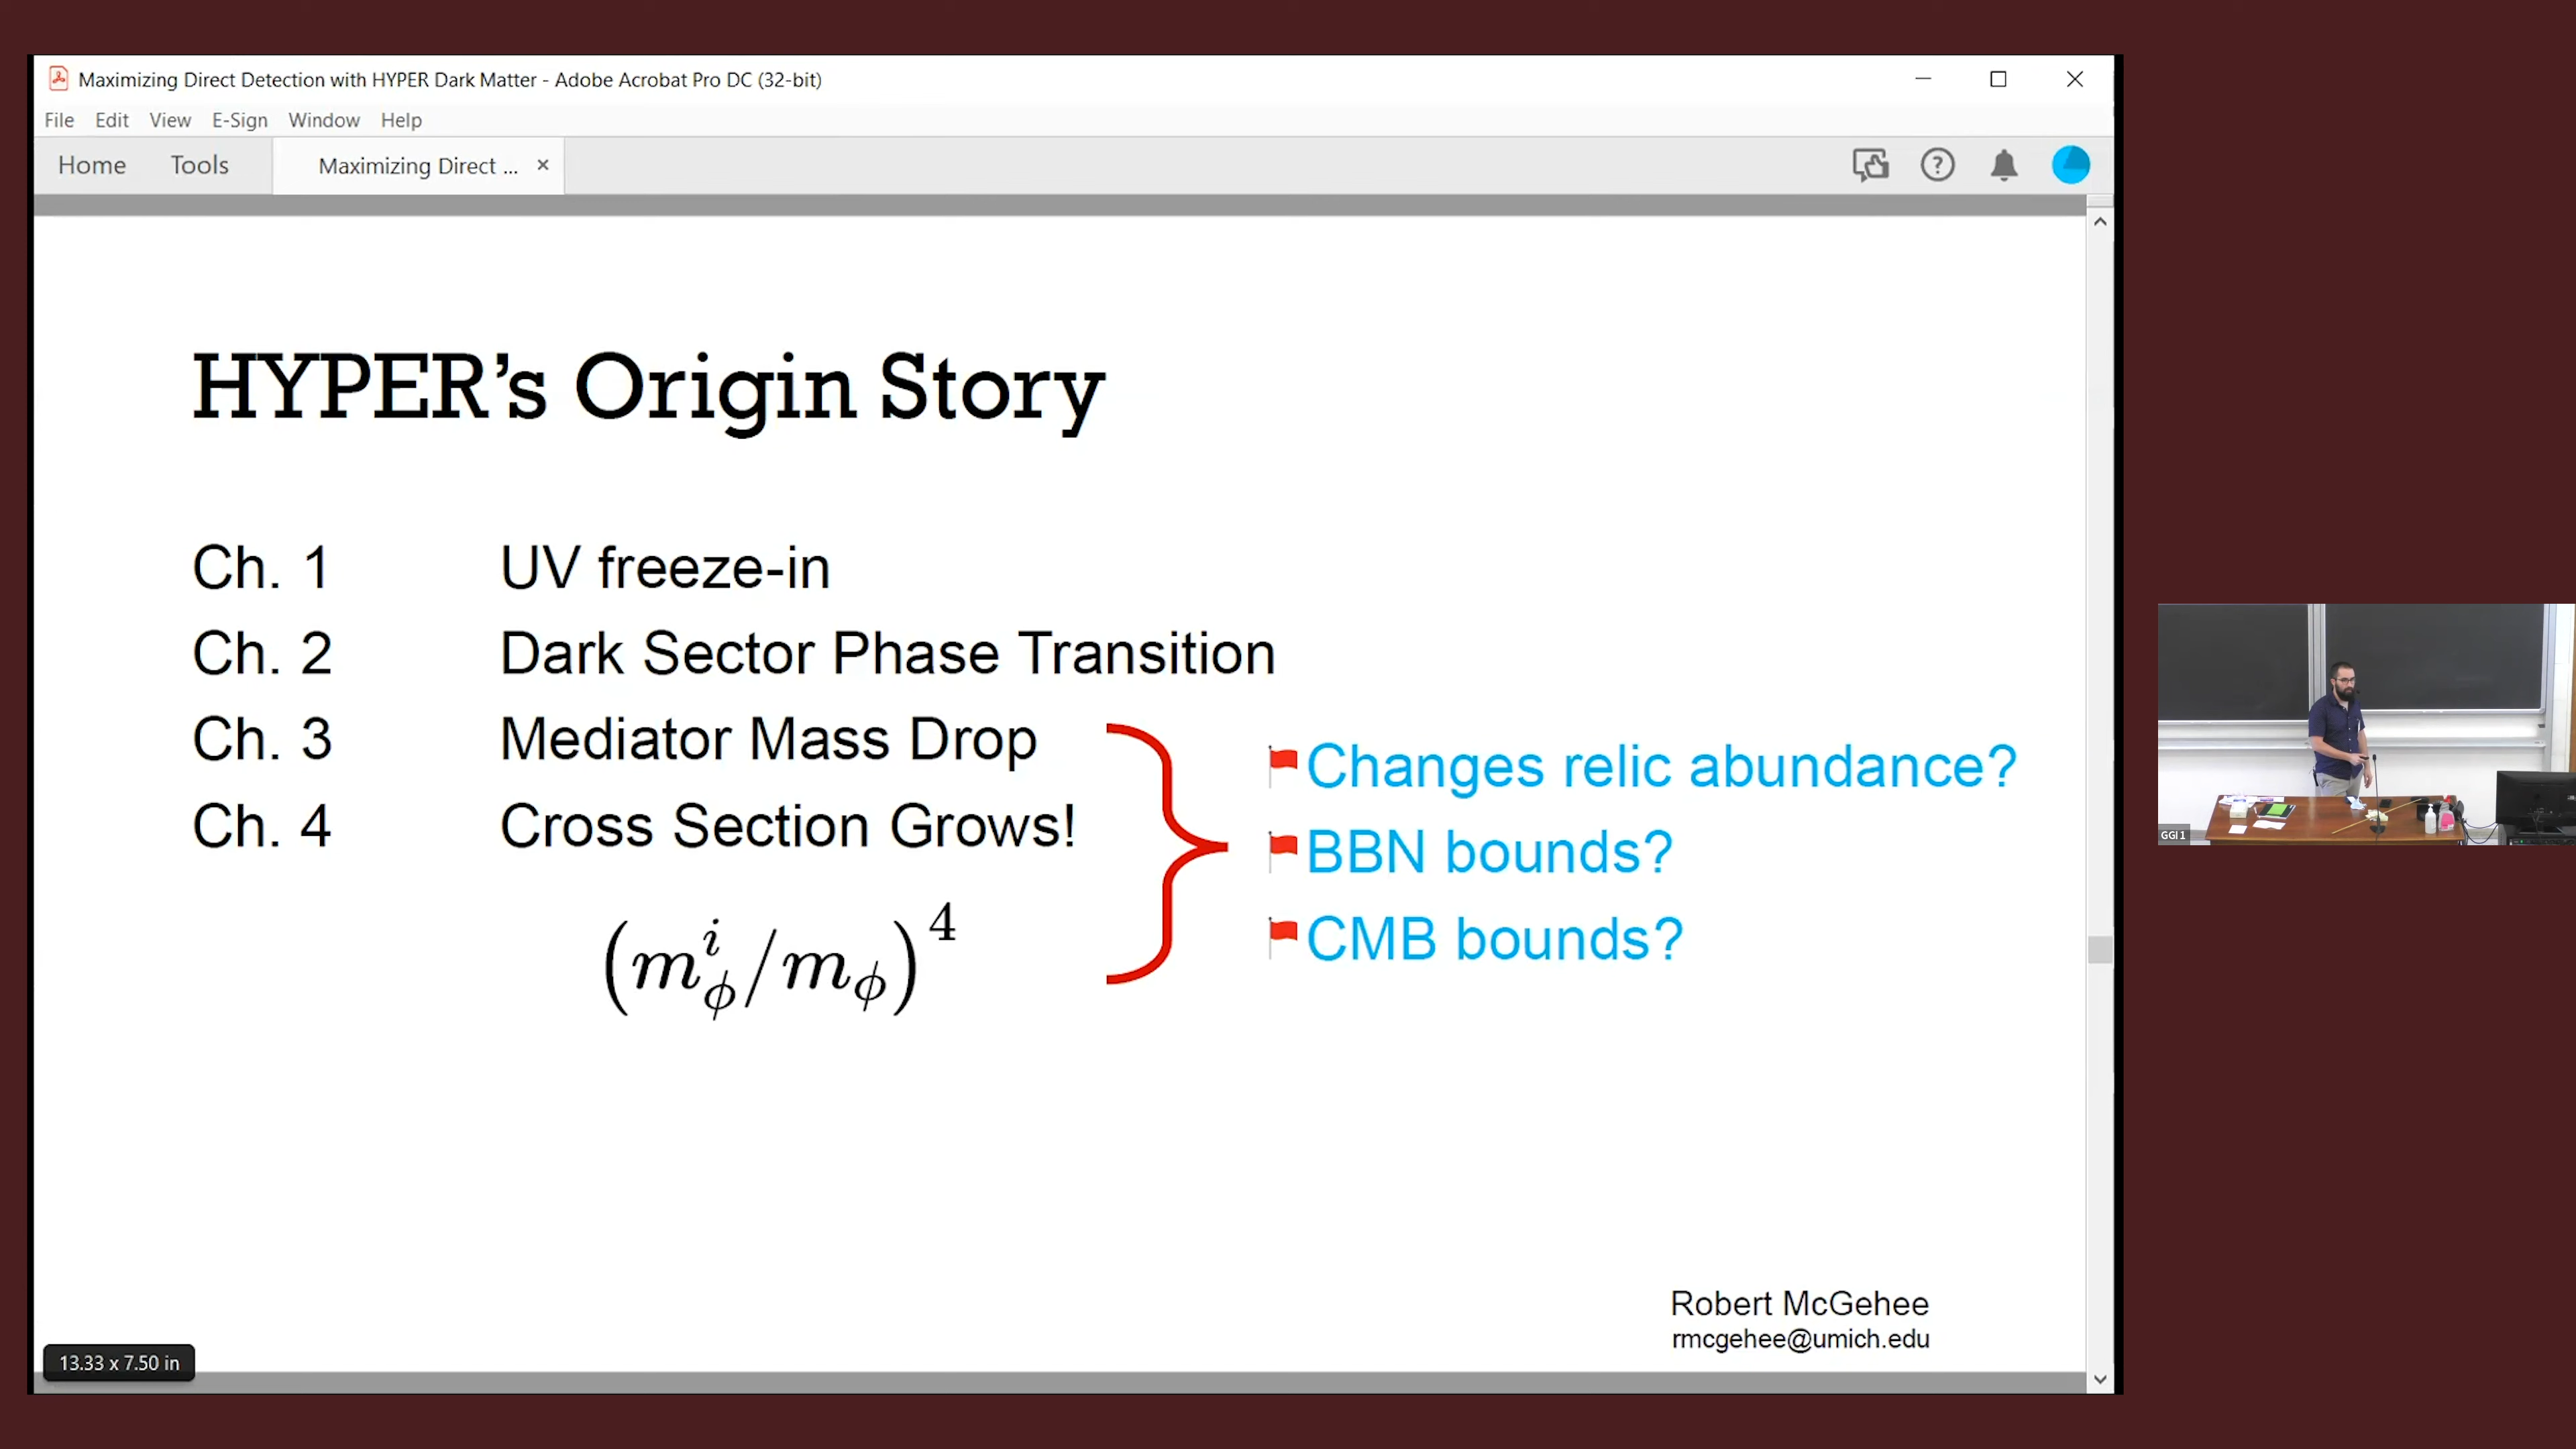 Maximizing Direct Detection with HYPER Dark Matter - Adobe Acrobat Pro DC (32-bit)
File Edit View E-Sign Window Help
Home Tools Maximizing Direct ...
HYPER's Origin Story
Ch. 1 UV freeze-in
Ch. 2 Dark Sector Phase Transition
Ch. 3 Mediator Mass Drop
Ch. 4 Cross Section Grows!
(m_ϕ^i/m_ϕ)^4
Changes relic abundance?
BBN bounds?
CMB bounds?
Robert McGehee
rmcgehee@umich.edu
13.33 x 7.50 in
GGI 1